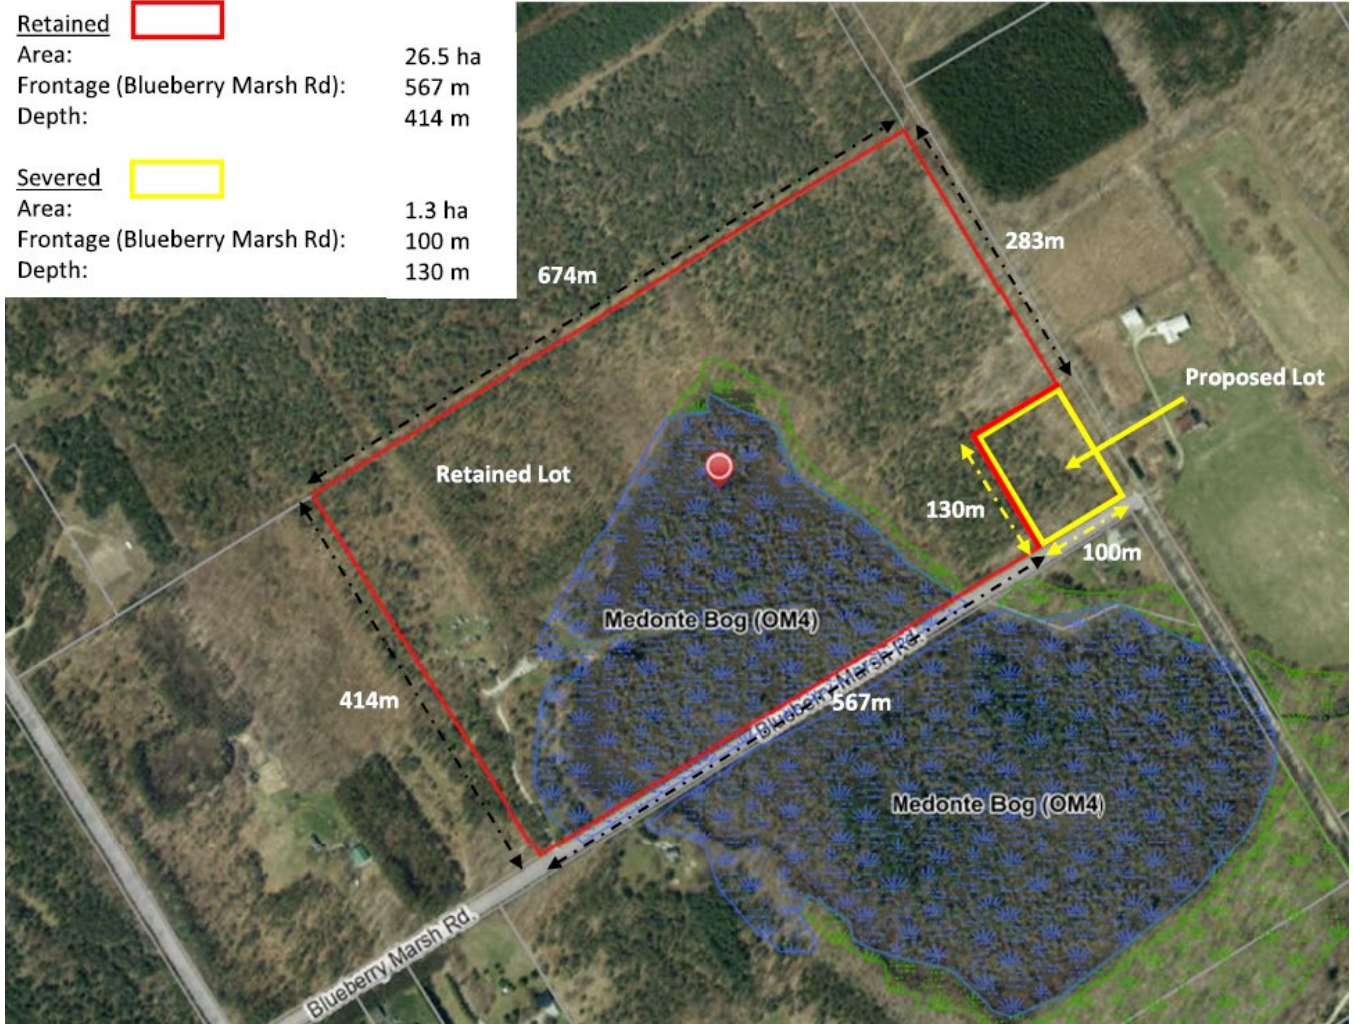 Retained
Area: 26.5 ha
Frontage (Blueberry Marsh Rd): 567 m
Depth: 414 m
Severed
Area: 1.3 ha
Frontage (Blueberry Marsh Rd): 100 m
Depth: 130 m
283m
674m
Proposed Lot
Retained Lot
130m
100m
Medonte Bog (OM4)
Blueberry Marsh Rd.
567m
414m
Medonte Bog (OM4)
Blueberry Marsh Rd.